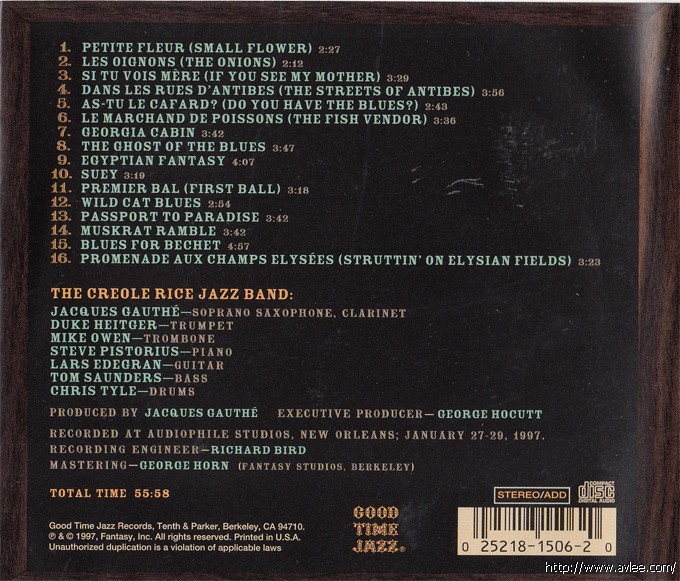 1. PETITE FLEUR (SMALL FLOWER) 2:27
2. LES OIGNONS (THE ONIONS) 2:12
3. SI TU VOIS MÈRE (IF YOU SEE MY MOTHER) 3:29
4. DANS LES RUES D'ANTIBES (THE STREETS OF ANTIBES) 3:56
5. AS-TU LE CAFARD? (DO YOU HAVE THE BLUES?) 2:43
6. LE MARCHAND DE POISSONS (THE FISH VENDOR) 3:36
7. GEORGIA CABIN 3:42
8. THE GHOST OF THE BLUES 3:47
9. EGYPTIAN FANTASY 4:07
10. SUEY 3:19
11. PREMIER BAL (FIRST BALL) 3:18
12. WILD CAT BLUES 2:54
13. PASSPORT TO PARADISE 3:42
14. MUSKRAT RAMBLE 3:42
15. BLUES FOR BECHET 4:57
16. PROMENADE AUX CHAMPS ELYSÉES (STRUTTIN' ON ELYSIAN FIELDS) 3:23
THE CREOLE RICE JAZZ BAND:
JACQUES GAUTHÉ—SOPRANO SAXOPHONE, CLARINET
DUKE HEITGER—TRUMPET
MIKE OWEN—TROMBONE
STEVE PISTORIUS—PIANO
LARS EDEGRAN—GUITAR
TOM SAUNDERS—BASS
CHRIS TYLE—DRUMS
PRODUCED BY JACQUES GAUTHÉ EXECUTIVE PRODUCER—GEORGE HOCUTT
RECORDED AT AUDIOPHILE STUDIOS, NEW ORLEANS; JANUARY 27-29, 1997.
RECORDING ENGINEER—RICHARD BIRD
MASTERING—GEORGE HORN (FANTASY STUDIOS, BERKELEY)
TOTAL TIME 55:58
STEREO/ADD
COMPACT
disc
DIGITAL AUDIO
Good Time Jazz Records, Tenth & Parker, Berkeley, CA 94710.
℗ & © 1997, Fantasy, Inc. All rights reserved. Printed in U.S.A.
Unauthorized duplication is a violation of applicable laws
GOOD
TIME
JAZZ®
0 25218-1506-2 0
http://www.avlee.com/